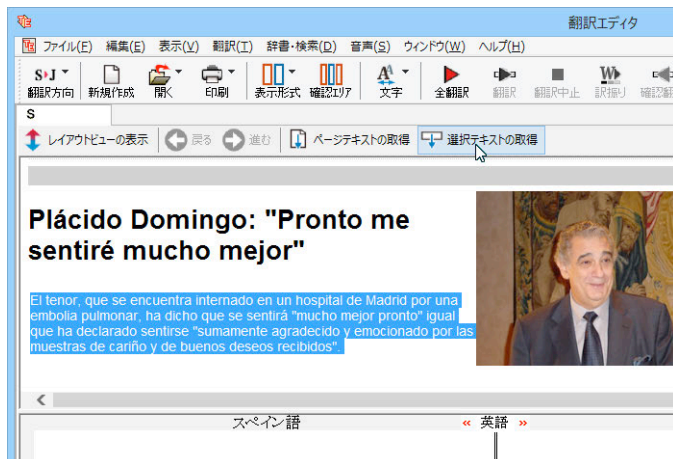 翻訳エディタ
ファイル(F) 編集(E) 表示(V) 翻訳(T) 辞書・検索(D) 音声(S) ウィンドウ(W) ヘルプ(H)
S›J
翻訳方向 新規作成 開く 印刷 表示形式 確認エリア 文字 全翻訳 翻訳 翻訳中止 訳振り 確認翻
S
レイアウトビューの表示 戻る 進む ページテキストの取得 選択テキストの取得
Plácido Domingo: "Pronto me
sentiré mucho mejor"
El tenor, que se encuentra internado en un hospital de Madrid por una
embolia pulmonar, ha dicho que se sentirá "mucho mejor pronto" igual
que ha declarado sentirse "sumamente agradecido y emocionado por las
muestras de cariño y de buenos deseos recibidos".
スペイン語 « 英語 »